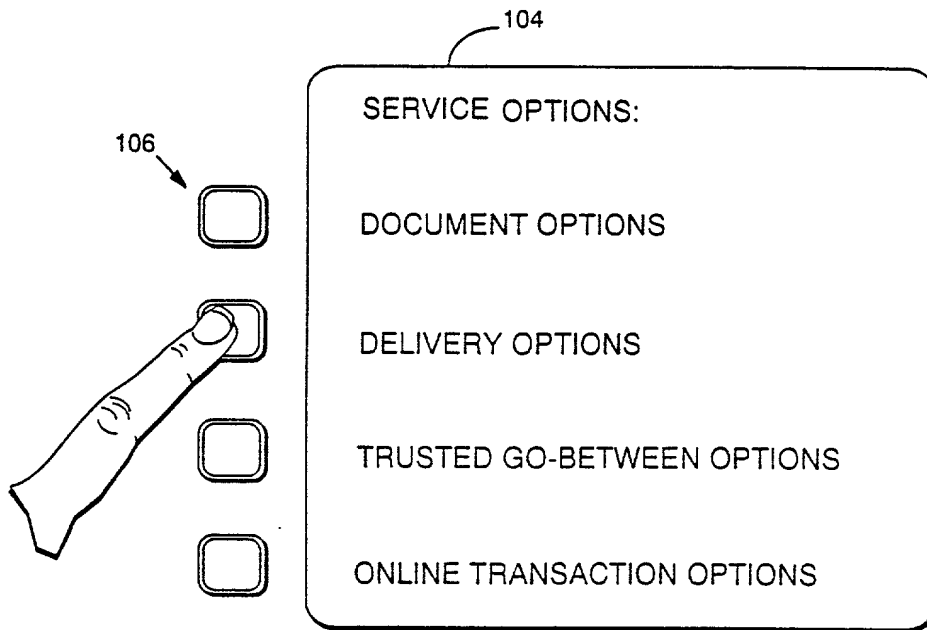 104
SERVICE OPTIONS:
106
DOCUMENT OPTIONS
DELIVERY OPTIONS
TRUSTED GO-BETWEEN OPTIONS
ONLINE TRANSACTION OPTIONS